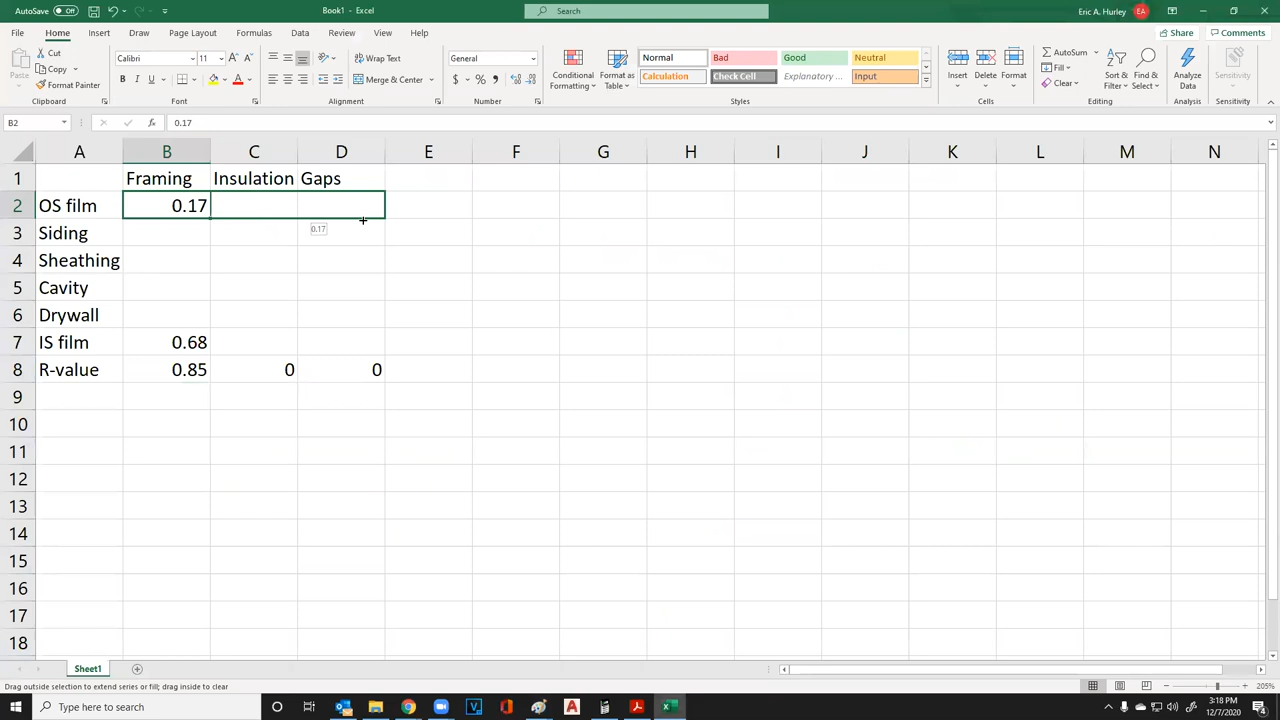 AutoSave Off
Book1 - Excel
Search
Eric A. Hurley EA
File Home Insert Draw Page Layout Formulas Data Review View Help
Share Comments
Paste
Cut
Copy
Format Painter
Clipboard
Calibri 11
B I U
Font
Wrap Text
Merge & Center
Alignment
General
$ %
Number
Conditional Formatting
Format as Table
Normal Bad Good Neutral
Calculation Check Cell Explanatory ... Input
Styles
Insert Delete Format
Cells
AutoSum
Fill
Clear
Sort & Filter
Find & Select
Editing
Analyze Data
Analysis
Sensitivity
Sensitivity
B2 fx 0.17
A B C D E F G H I J K L M N
1 Framing Insulation Gaps
2 OS film 0.17
0.17
3 Siding
4 Sheathing
5 Cavity
6 Drywall
7 IS film 0.68
8 R-value 0.85 0 0
9
10
11
12
13
14
15
16
17
18
Sheet1
Drag outside selection to extend series or fill; drag inside to clear
205%
Type here to search
3:18 PM
12/7/2020